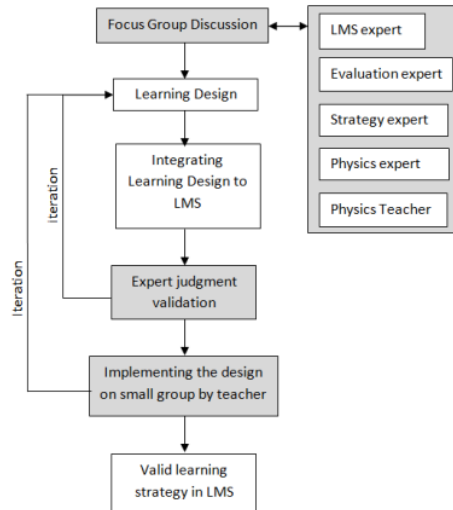 Focus Group Discussion
LMS expert
Evaluation expert
Strategy expert
Physics expert
Physics Teacher
Learning Design
Integrating
Learning Design to
LMS
iteration
Iteration
Expert judgment
validation
Implementing the design
on small group by teacher
Valid learning
strategy in LMS